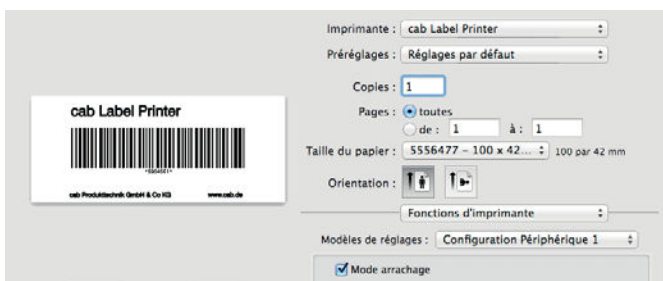 cab Label Printer
cab Produkttechnik GmbH & Co KG www.cab.de
Imprimante : cab Label Printer
Préréglages : Réglages par défaut
Copies : 1
Pages : toutes
de : 1 à : 1
Taille du papier : 5556477 – 100 x 42... 100 par 42 mm
Orientation :
Fonctions d'imprimante
Modèles de réglages : Configuration Périphérique 1
Mode arrachage